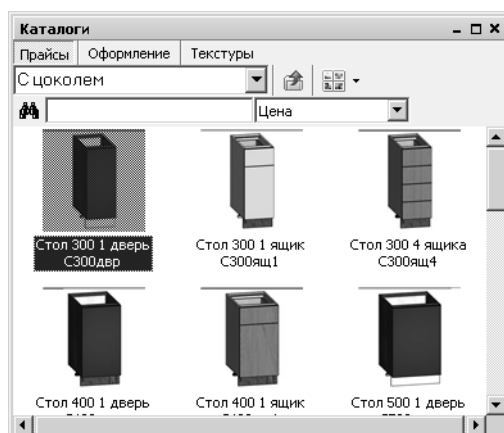 Каталоги
Прайсы Оформление Текстуры
С цоколем
Цена
Стол 300 1 дверь Стол 300 1 ящик Стол 300 4 ящика
С300двр С300ящ1 С300ящ4
Стол 400 1 дверь Стол 400 1 ящик Стол 500 1 дверь